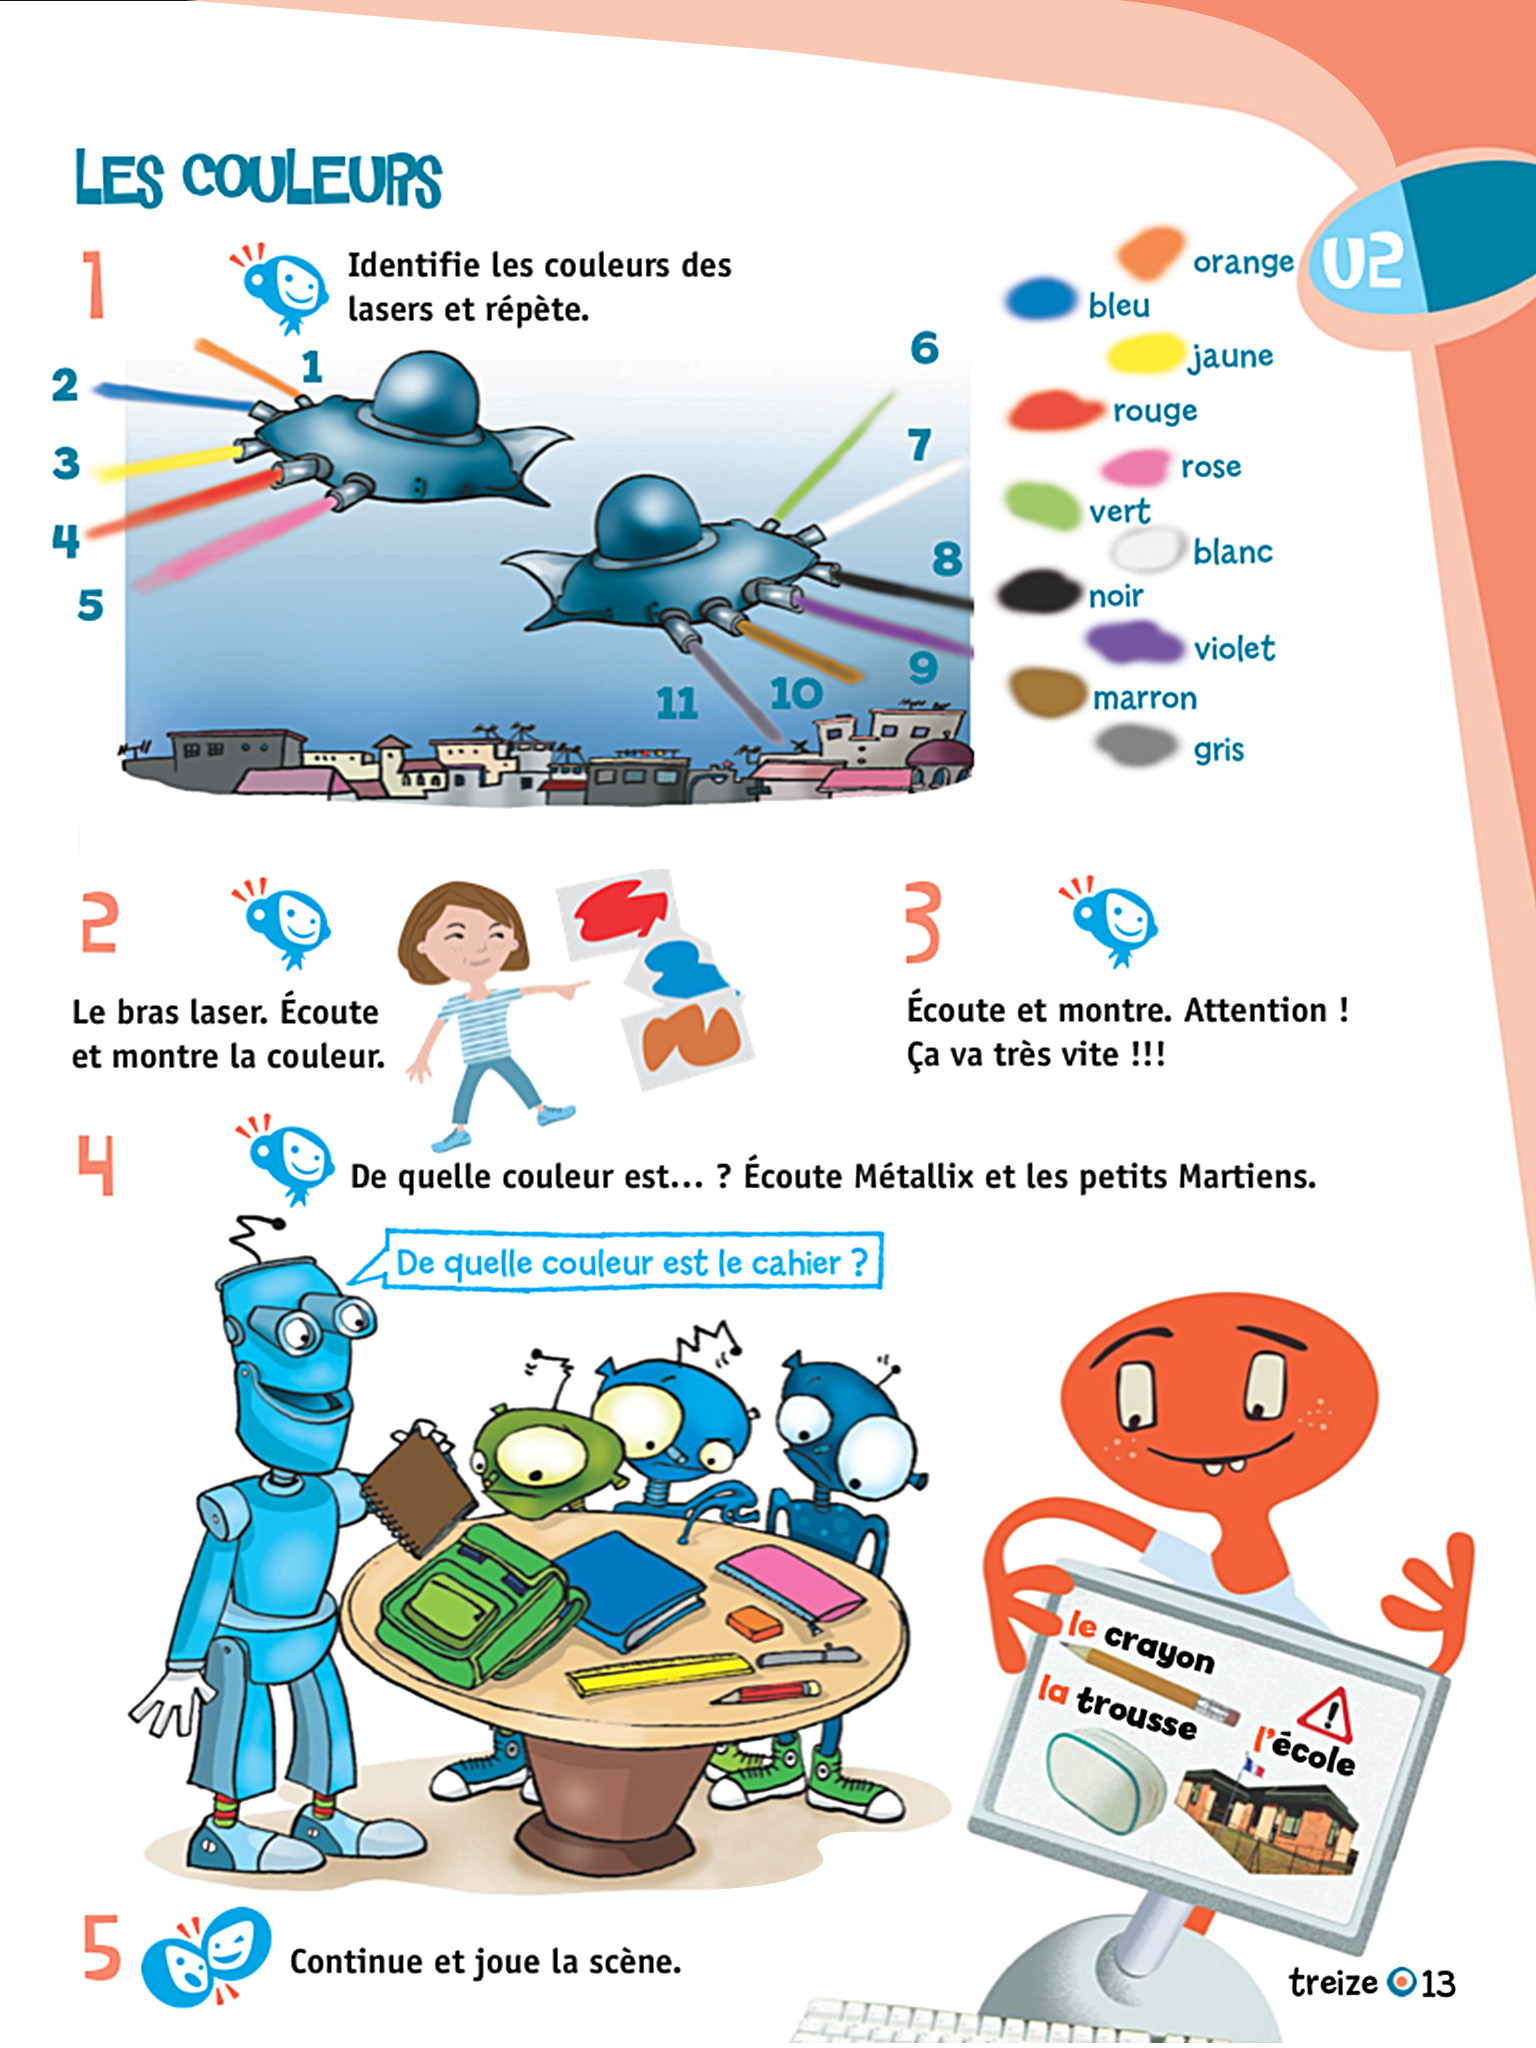 LES COULEURS
U2
1
Identifie les couleurs des
lasers et répète.
1
2
3
4
5
6
7
8
9
10
11
orange
bleu
jaune
rouge
rose
vert
blanc
noir
violet
marron
gris
2
Le bras laser. Écoute
et montre la couleur.
3
Écoute et montre. Attention !
Ça va très vite !!!
4
De quelle couleur est... ? Écoute Métallix et les petits Martiens.
De quelle couleur est le cahier ?
le crayon
la trousse
!
l'école
5
Continue et joue la scène.
treize 13